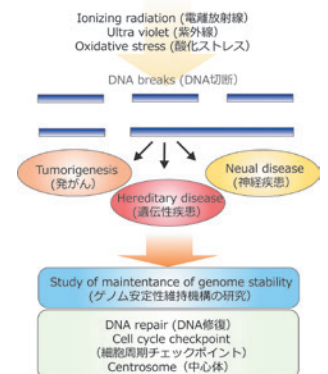 Ionizing radiation (電離放射線)
Ultra violet (紫外線)
Oxidative stress (酸化ストレス)
DNA breaks (DNA切断)
Tumorigenesis
(発がん)
Neual disease
(神経疾患)
Hereditary disease
(遺伝性疾患)
Study of maintentance of genome stability
(ゲノム安定性維持機構の研究)
DNA repair (DNA修復)
Cell cycle checkpoint
(細胞周期チェックポイント)
Centrosome (中心体)